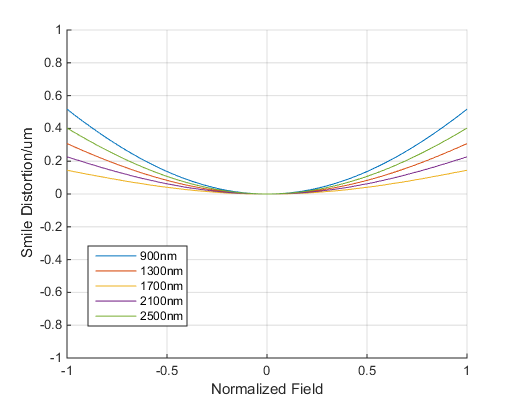 1
0.8
0.6
0.4
0.2
0
-0.2
-0.4
-0.6
-0.8
-1
Smile Distortion/um
900nm
1300nm
1700nm
2100nm
2500nm
-1 -0.5 0 0.5 1
Normalized Field